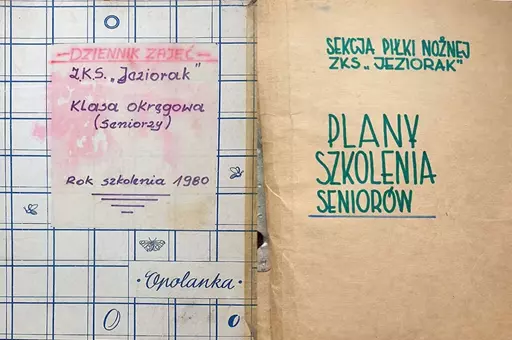 DZIENNIK ZAJĘĆ
Z.K.S. „Jeziorak"
Klasa okręgowa
(seniorzy)
Rok szkolenia 1980
·Opolanka·
SEKCJA PIŁKI NOŻNEJ
ZKS „JEZIORAK"
PLANY
SZKOLENIA
SENIORÓW